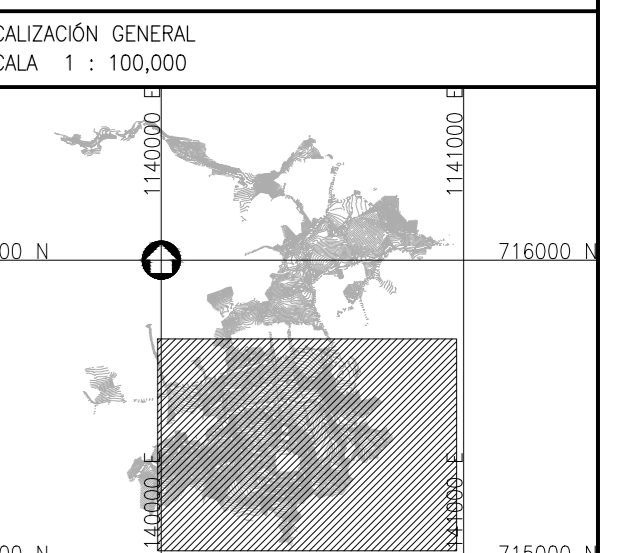 CALIZACIÓN GENERAL
CALA 1 : 100,000
1140000 E
1141000 E
00 N
716000 N
140000 E
141000 E
00 N
715000 N